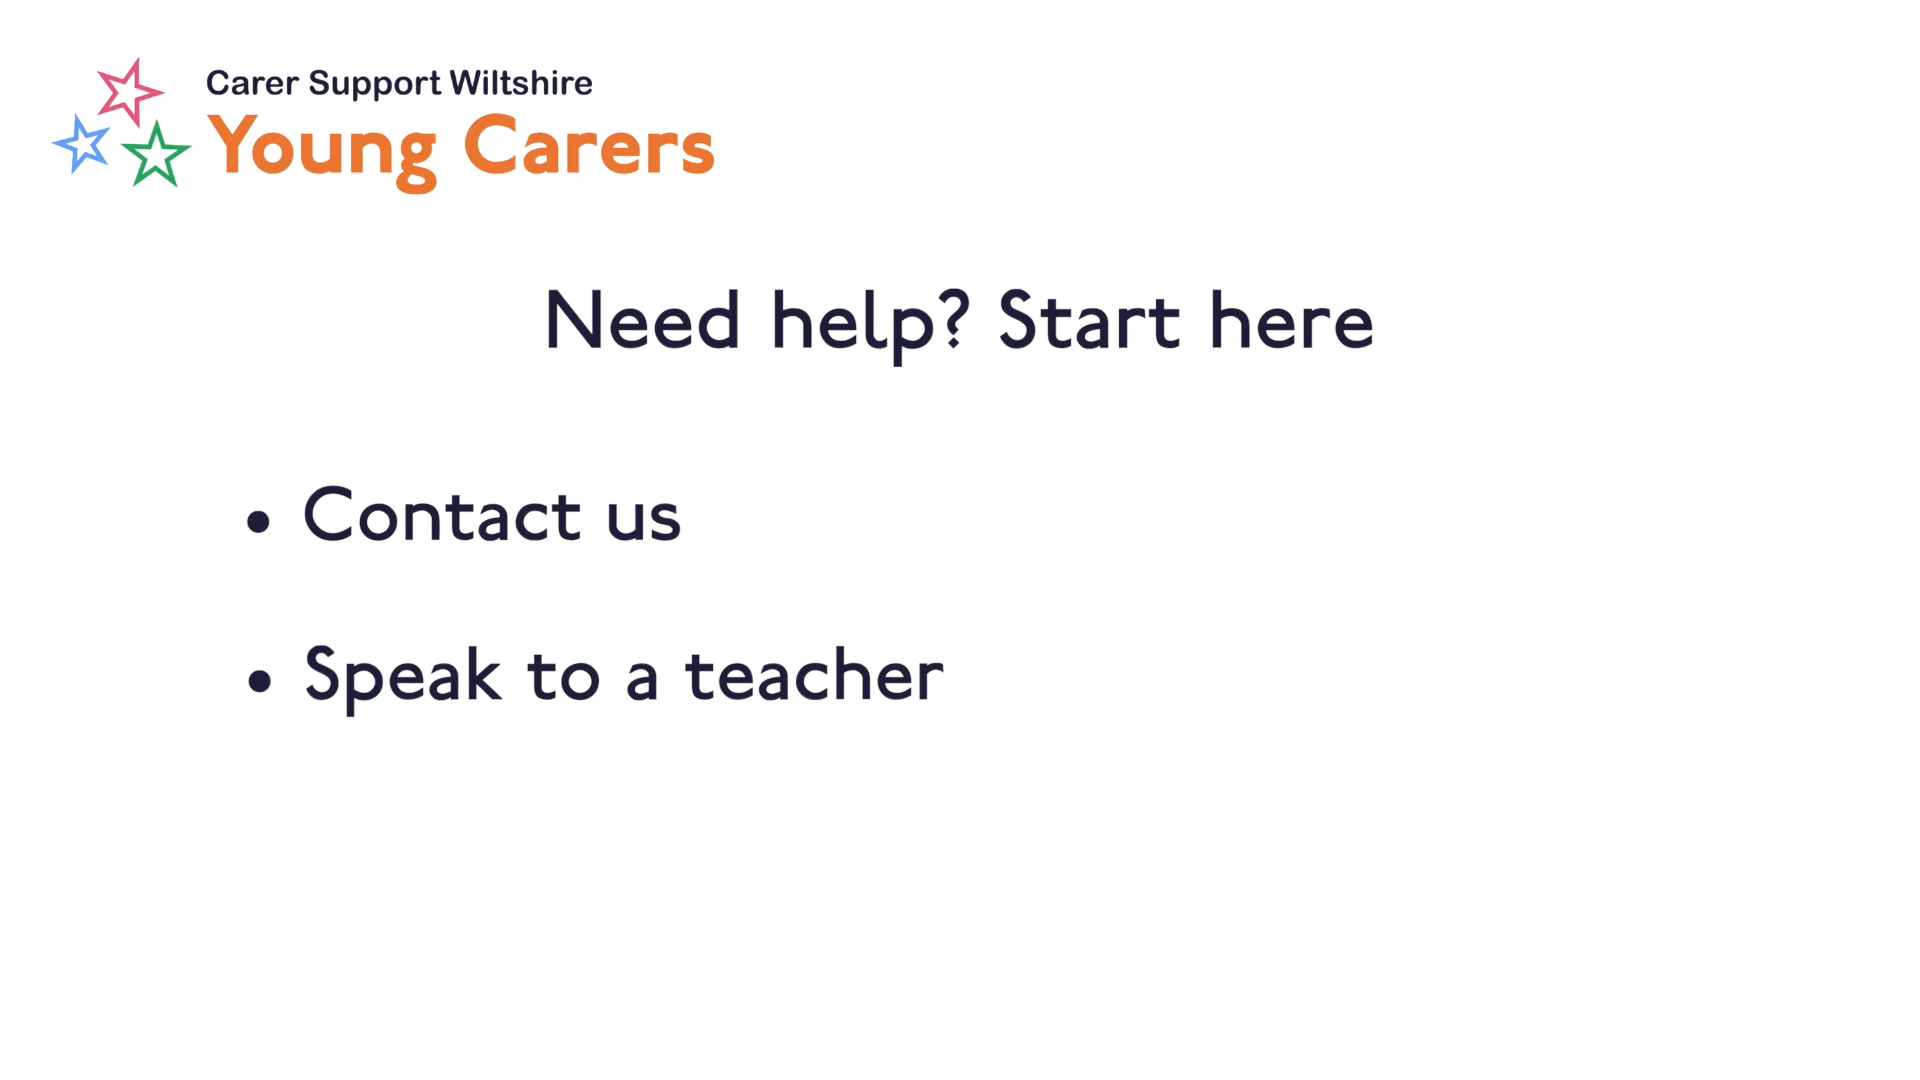 Carer Support Wiltshire
Young Carers
Need help? Start here
• Contact us
• Speak to a teacher